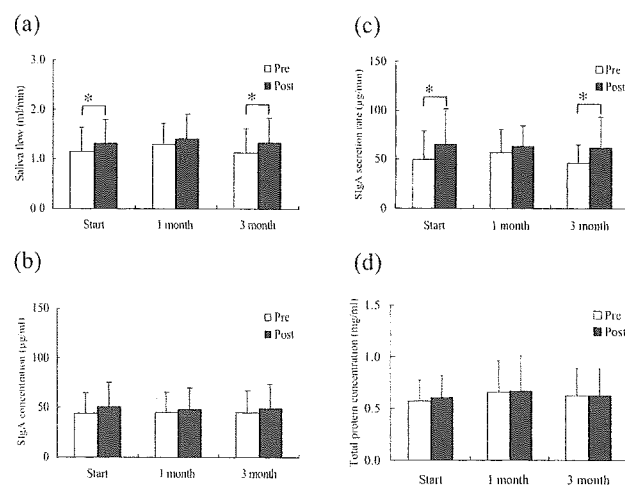 (a)
Saliva flow (ml/min)
3.0
2.0
1.0
0.0
Pre
Post
*
*
Start
1 month
3 month
(c)
SIgA secretion rate (µg/min)
150
100
50
0
Pre
Post
*
*
Start
1 month
3 month
(b)
SIgA concentration (µg/ml)
150
100
50
0
Pre
Post
Start
1 month
3 month
(d)
Total protein concentration (mg/ml)
1.5
1.0
0.5
0.0
Pre
Post
Start
1 month
3 month